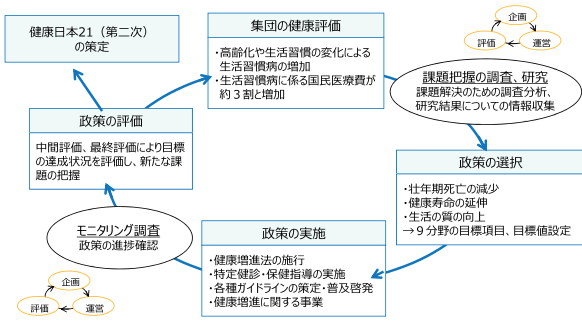 健康日本21（第二次）
の策定
集団の健康評価
・高齢化や生活習慣の変化による
生活習慣病の増加
・生活習慣病に係る国民医療費が
約３割と増加
企画
評価
運営
課題把握の調査、研究
課題解決のための調査分析、
研究結果についての情報収集
政策の評価
中間評価、最終評価により目標
の達成状況を評価し、新たな課
題の把握
政策の選択
・壮年期死亡の減少
・健康寿命の延伸
・生活の質の向上
→９分野の目標項目、目標値設定
モニタリング調査
政策の進捗確認
政策の実施
・健康増進法の施行
・特定健診・保健指導の実施
・各種ガイドラインの策定・普及啓発
・健康増進に関する事業
企画
評価
運営